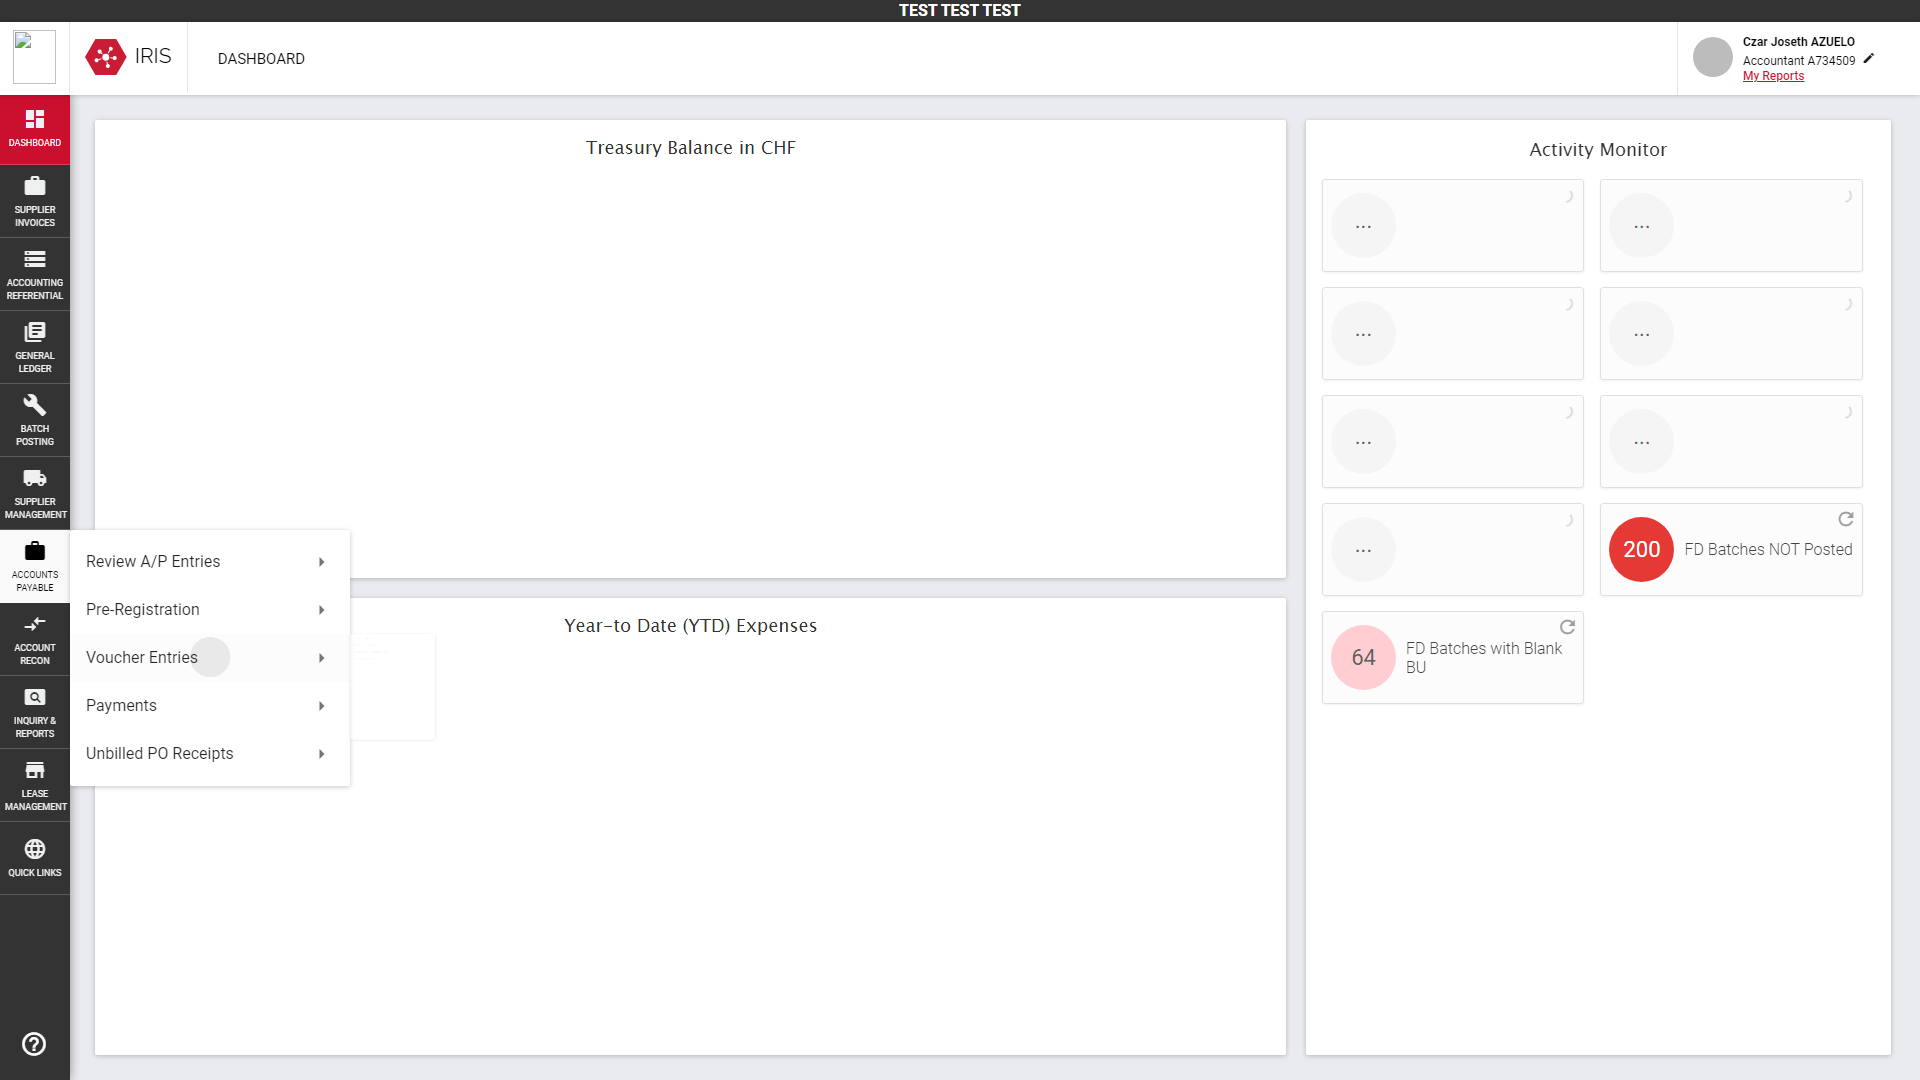 TEST TEST TEST
IRIS
DASHBOARD
Czar Joseth AZUELO
Accountant A734509
My Reports
DASHBOARD
SUPPLIER
INVOICES
ACCOUNTING
REFERENTIAL
GENERAL
LEDGER
BATCH
POSTING
SUPPLIER
MANAGEMENT
ACCOUNTS
PAYABLE
ACCOUNT
RECON
INQUIRY &
REPORTS
LEASE
MANAGEMENT
QUICK LINKS
Review A/P Entries
Pre-Registration
Voucher Entries
Payments
Unbilled PO Receipts
Treasury Balance in CHF
Year-to Date (YTD) Expenses
Activity Monitor
... ...
... ...
... ...
...
200 FD Batches NOT Posted
64 FD Batches with Blank
BU